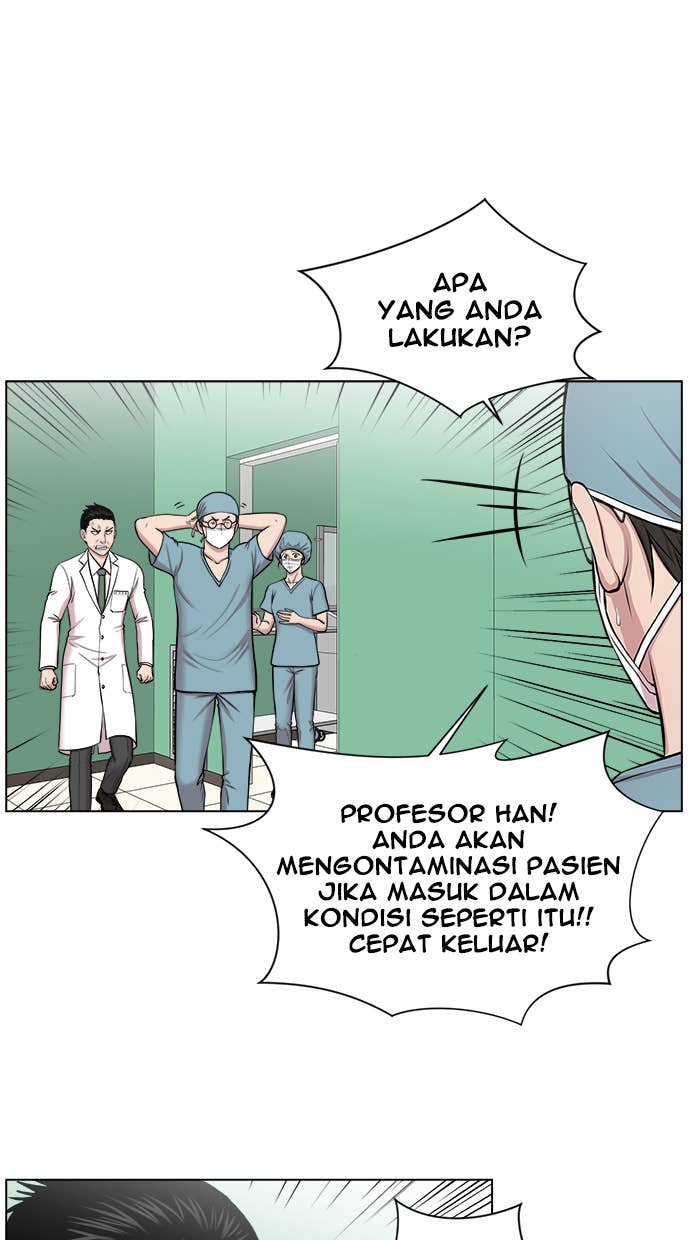 APA
YANG ANDA
LAKUKAN?
PROFESOR HAN!
ANDA AKAN
MENGONTAMINASI PASIEN
JIKA MASUK DALAM
KONDISI SEPERTI ITU!!
CEPAT KELUAR!